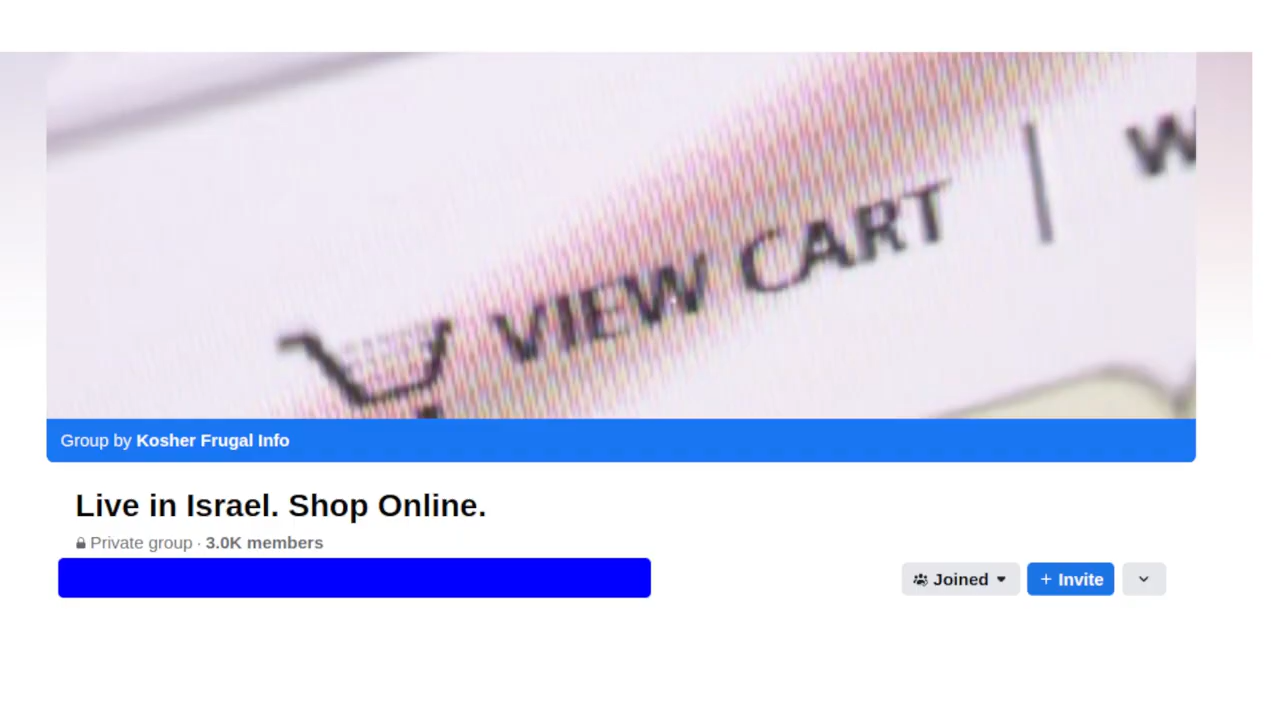 VIEW CART | W
Group by Kosher Frugal Info
Live in Israel. Shop Online.
Private group · 3.0K members
Joined
+ Invite